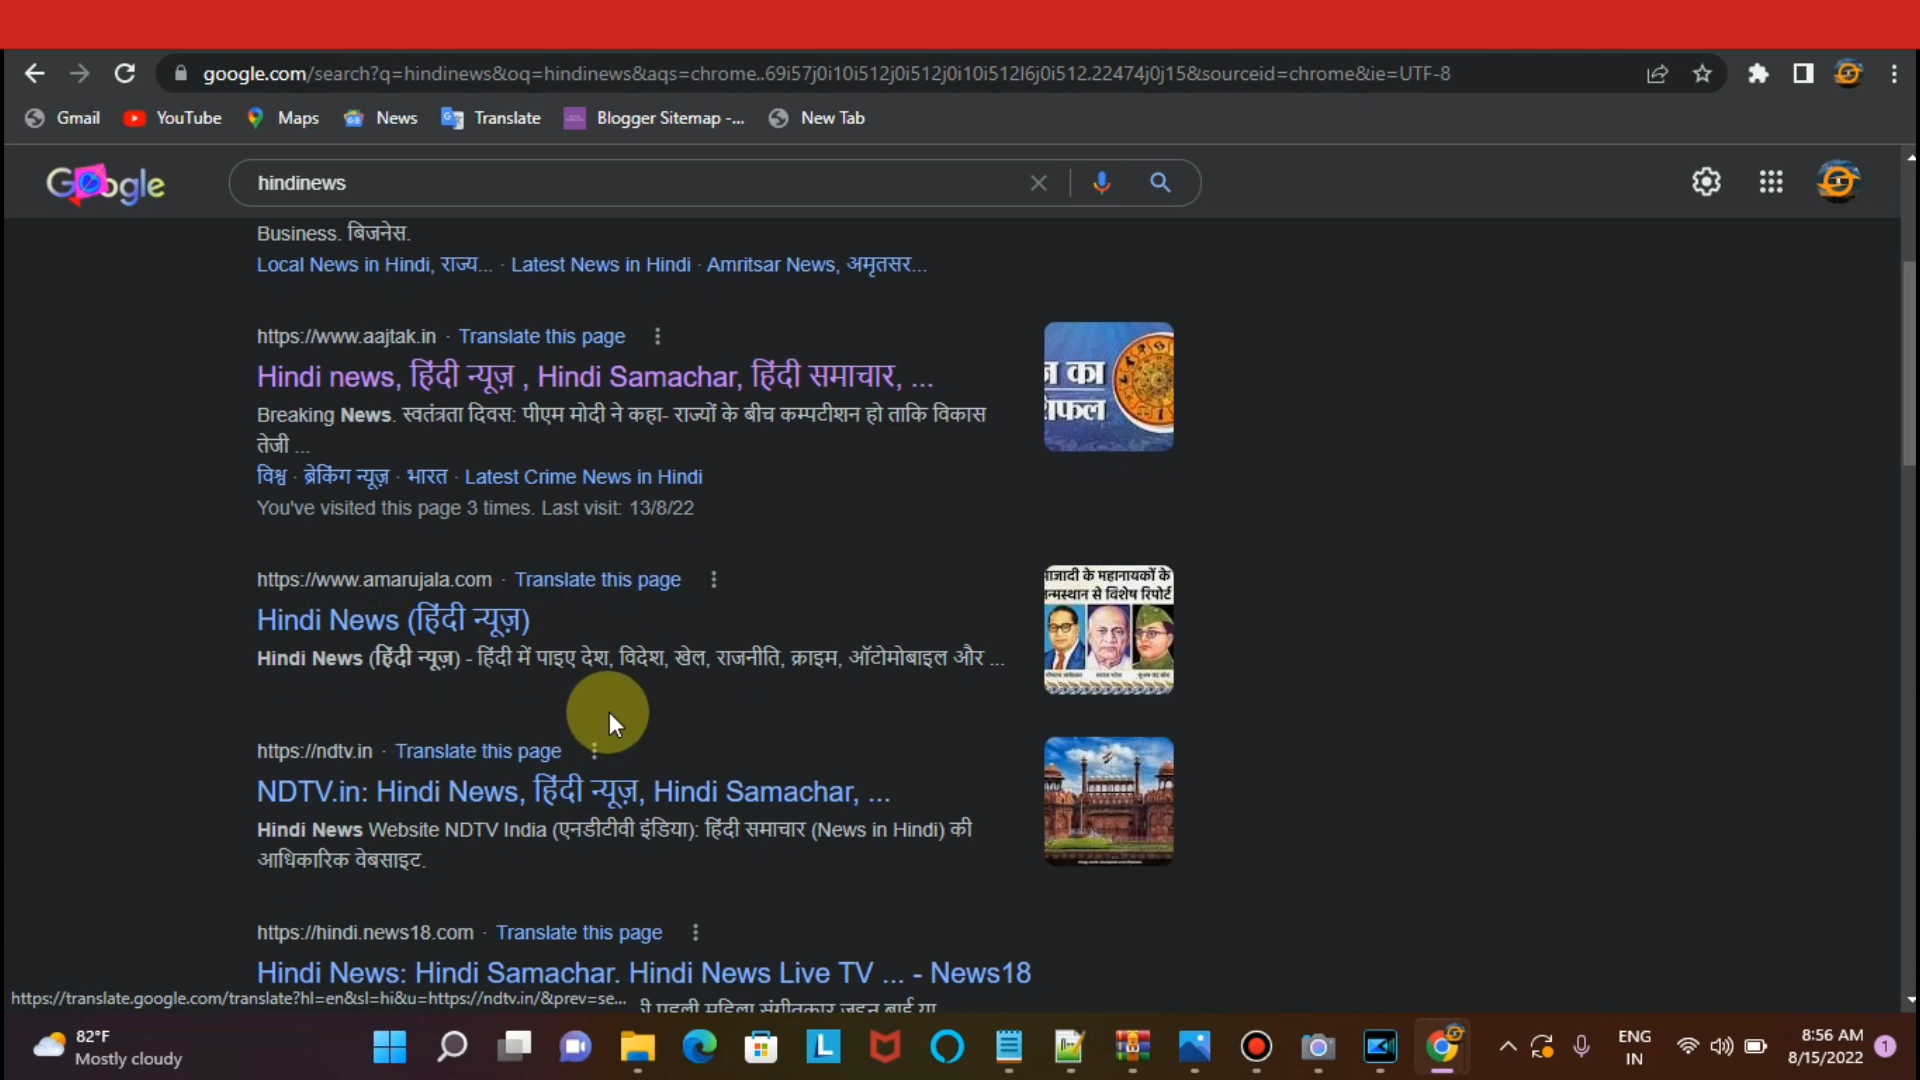 google.com/search?q=hindinews&oq=hindinews&aqs=chrome..69i57j0i10i512j0i512j0i10i512l6j0i512.22474j0j15&sourceid=chrome&ie=UTF-8
Gmail YouTube Maps News Translate Blogger Sitemap -... New Tab
Google hindinews
Business. बिजनेस.
Local News in Hindi, राज्य... · Latest News in Hindi · Amritsar News, अमृतसर...
https://www.aajtak.in · Translate this page
Hindi news, हिंदी न्यूज़ , Hindi Samachar, हिंदी समाचार, ...
Breaking News. स्वतंत्रता दिवस: पीएम मोदी ने कहा- राज्यों के बीच कम्पटीशन हो ताकि विकास
तेजी ...
विश्व · ब्रेकिंग न्यूज़ · भारत · Latest Crime News in Hindi
You've visited this page 3 times. Last visit: 13/8/22
का
https://www.amarujala.com · Translate this page
Hindi News (हिंदी न्यूज़)
Hindi News (हिंदी न्यूज़) - हिंदी में पाइए देश, विदेश, खेल, राजनीति, क्राइम, ऑटोमोबाइल और ...
के महानायकों के
से विशेष रिपोर्ट
https://ndtv.in · Translate this page
NDTV.in: Hindi News, हिंदी न्यूज़, Hindi Samachar, ...
Hindi News Website NDTV India (एनडीटीवी इंडिया): हिंदी समाचार (News in Hindi) की
आधिकारिक वेबसाइट.
https://hindi.news18.com · Translate this page
Hindi News: Hindi Samachar. Hindi News Live TV ... - News18
https://translate.google.com/translate?hl=en&sl=hi&u=https://ndtv.in/&prev=se...
82°F
Mostly cloudy
L
ENG
IN
8:56 AM
8/15/2022
1